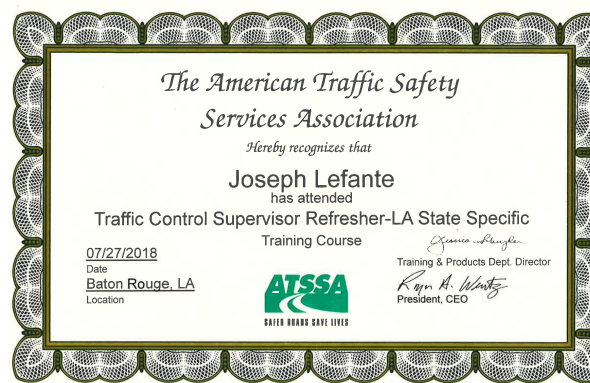 The American Traffic Safety
Services Association
Hereby recognizes that
Joseph Lefante
has attended
Traffic Control Supervisor Refresher-LA State Specific
Training Course
07/27/2018
Date
Baton Rouge, LA
Location
ATSSA
SAFER ROADS SAVE LIVES
Training & Products Dept. Director
President, CEO